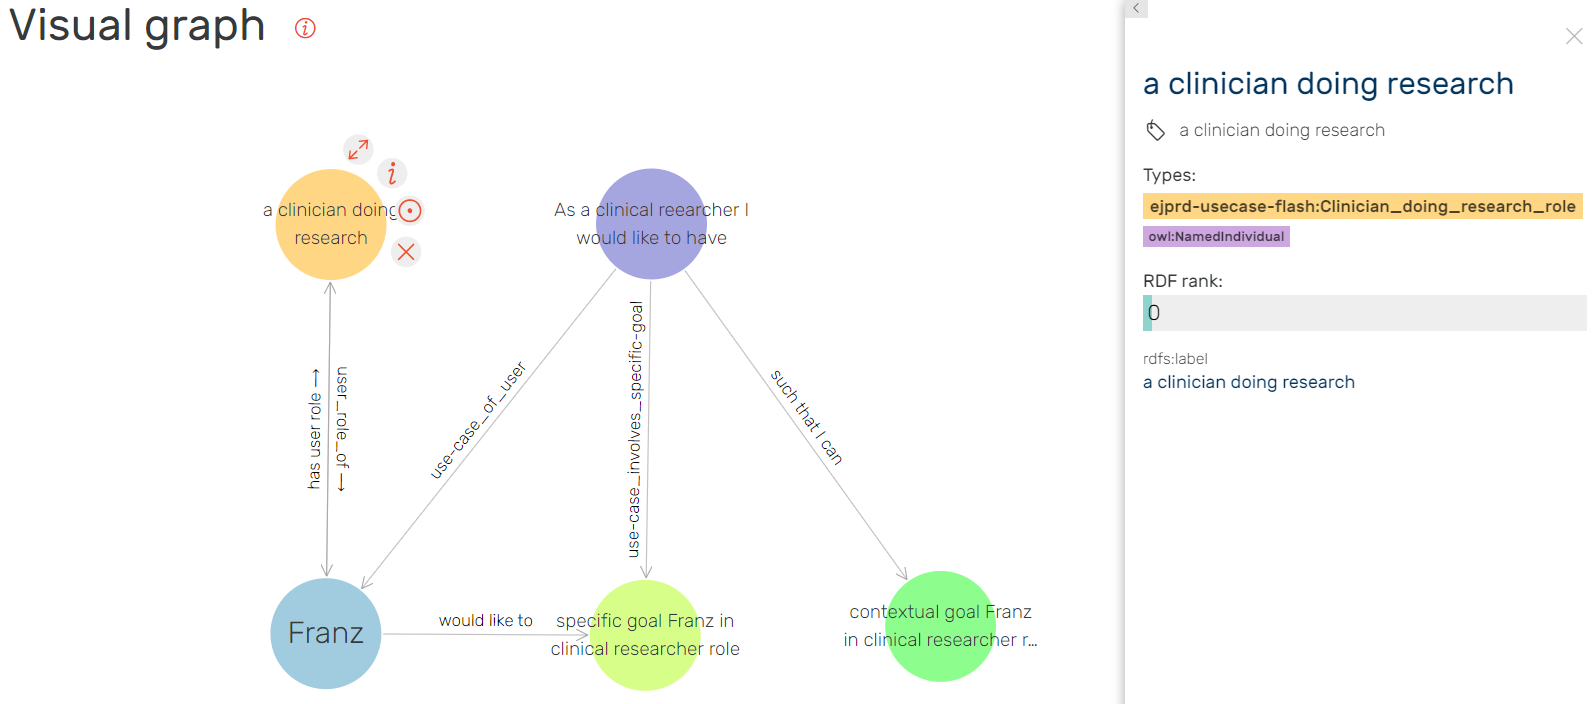 Visual graph
a clinician doing
research
As a clinical reearcher I
would like to have
has user role
user_role_of
use-case_of_user
use-case_involves_specific-goal
such that I can
Franz
would like to
specific goal Franz in
clinical researcher role
contextual goal Franz
in clinical researcher r...
a clinician doing research
a clinician doing research
Types:
ejprd-usecase-flash:Clinician_doing_research_role
owl:NamedIndividual
RDF rank:
0
rdfs:label
a clinician doing research